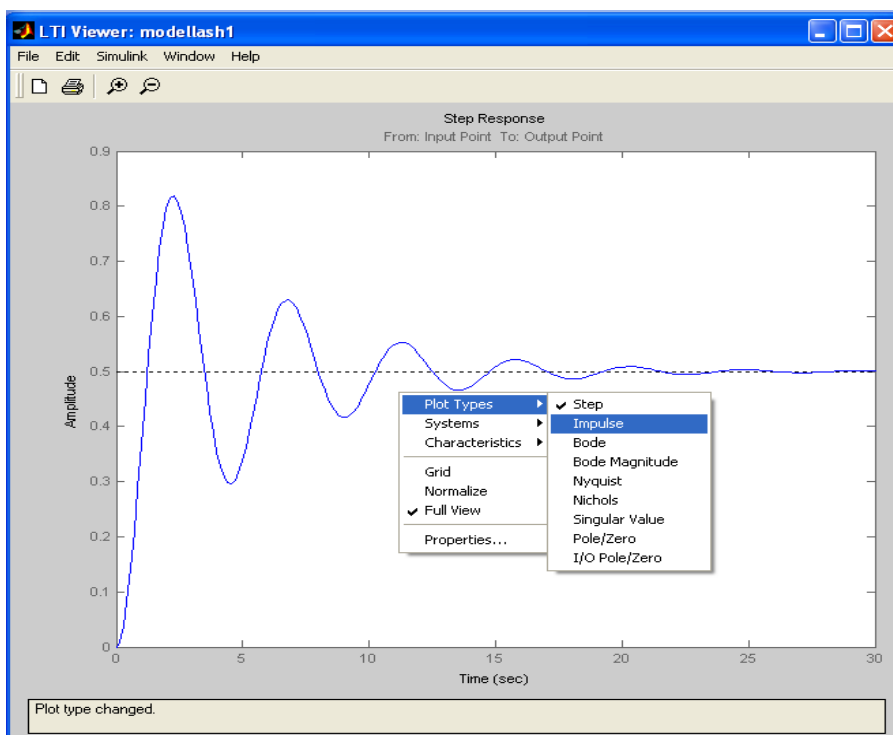 LTI Viewer: modellash1
File Edit Simulink Window Help
Step Response
From: Input Point To: Output Point
Amplitude
0.9
0.8
0.7
0.6
0.5
0.4
0.3
0.2
0.1
0
0 5 10 15 20 25 30
Time (sec)
Plot Types
Systems
Characteristics
Grid
Normalize
Full View
Properties...
Step
Impulse
Bode
Bode Magnitude
Nyquist
Nichols
Singular Value
Pole/Zero
I/O Pole/Zero
Plot type changed.